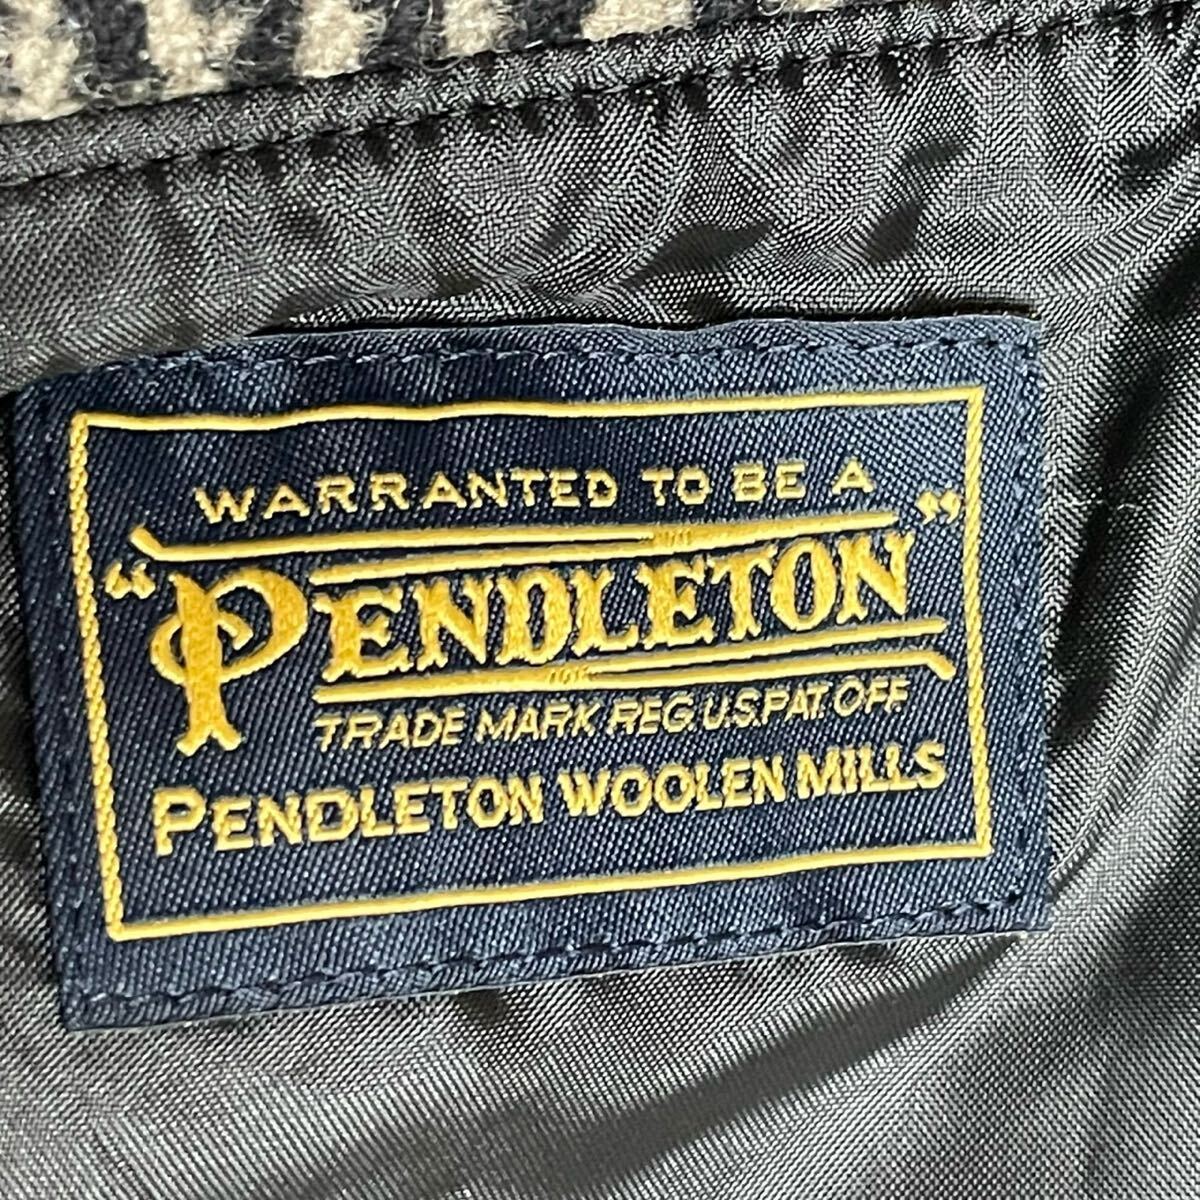 WARRANTED TO BE A
"PENDLETON"
TRADE MARK REG. U.S. PAT. OFF.
PENDLETON WOOLEN MILLS